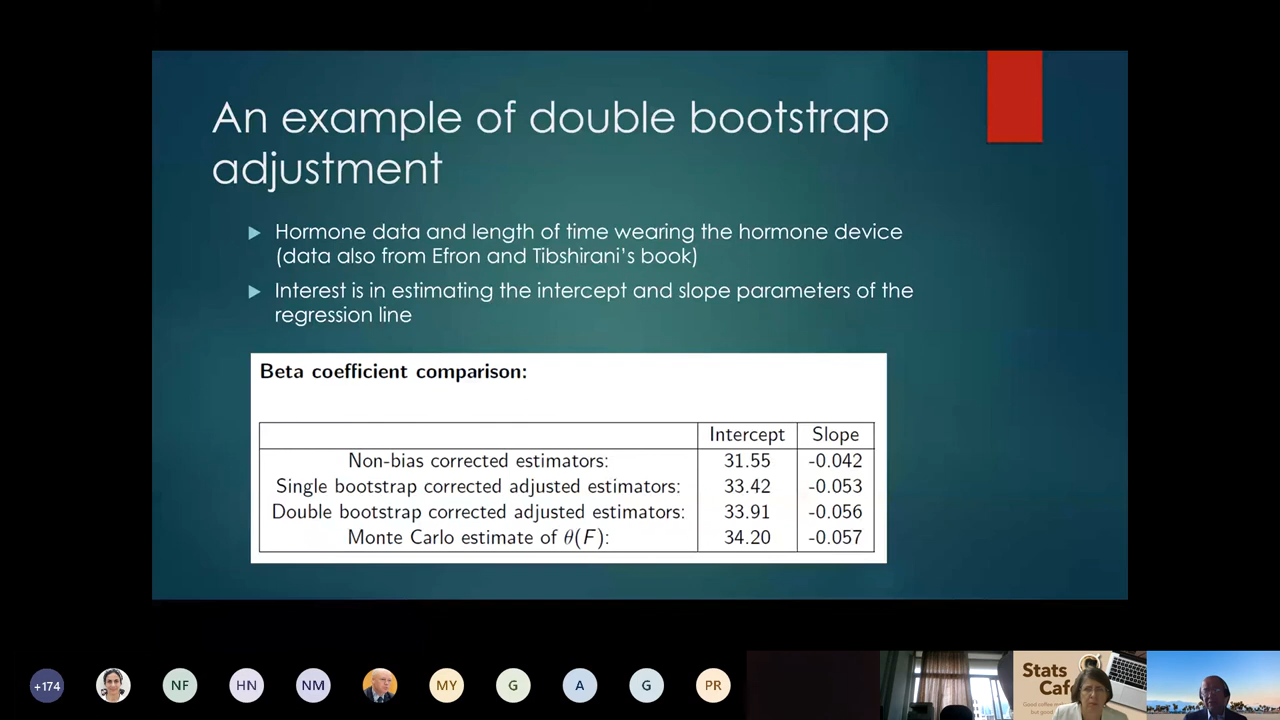 An example of double bootstrap
adjustment
Hormone data and length of time wearing the hormone device
(data also from Efron and Tibshirani's book)
Interest is in estimating the intercept and slope parameters of the
regression line
Beta coefficient comparison:
Intercept Slope
Non-bias corrected estimators: 31.55 -0.042
Single bootstrap corrected adjusted estimators: 33.42 -0.053
Double bootstrap corrected adjusted estimators: 33.91 -0.056
Monte Carlo estimate of θ(F): 34.20 -0.057
+174 NF HN NM MY G A G PR
Stats
Caf
Good coffee
but good